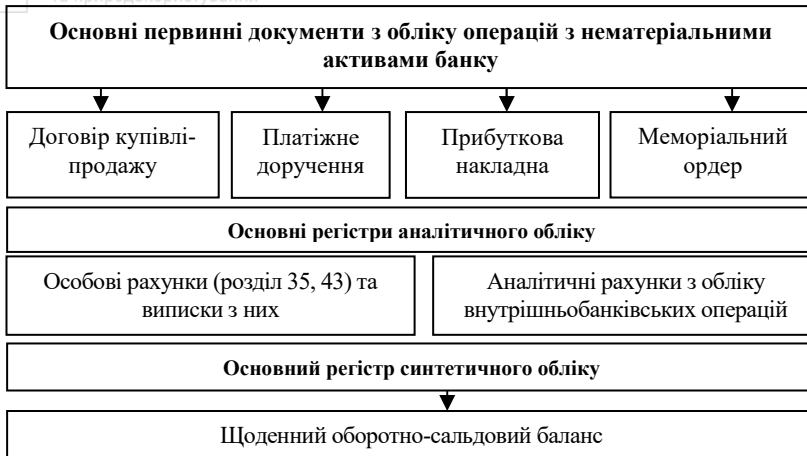 та природокористування
Основні первинні документи з обліку операцій з нематеріальними
активами банку
Договір купівлі-
продажу
Платіжне
доручення
Прибуткова
накладна
Меморіальний
ордер
Основні регістри аналітичного обліку
Особові рахунки (розділ 35, 43) та
виписки з них
Аналітичні рахунки з обліку
внутрішньобанківських операцій
Основний регістр синтетичного обліку
Щоденний оборотно-сальдовий баланс